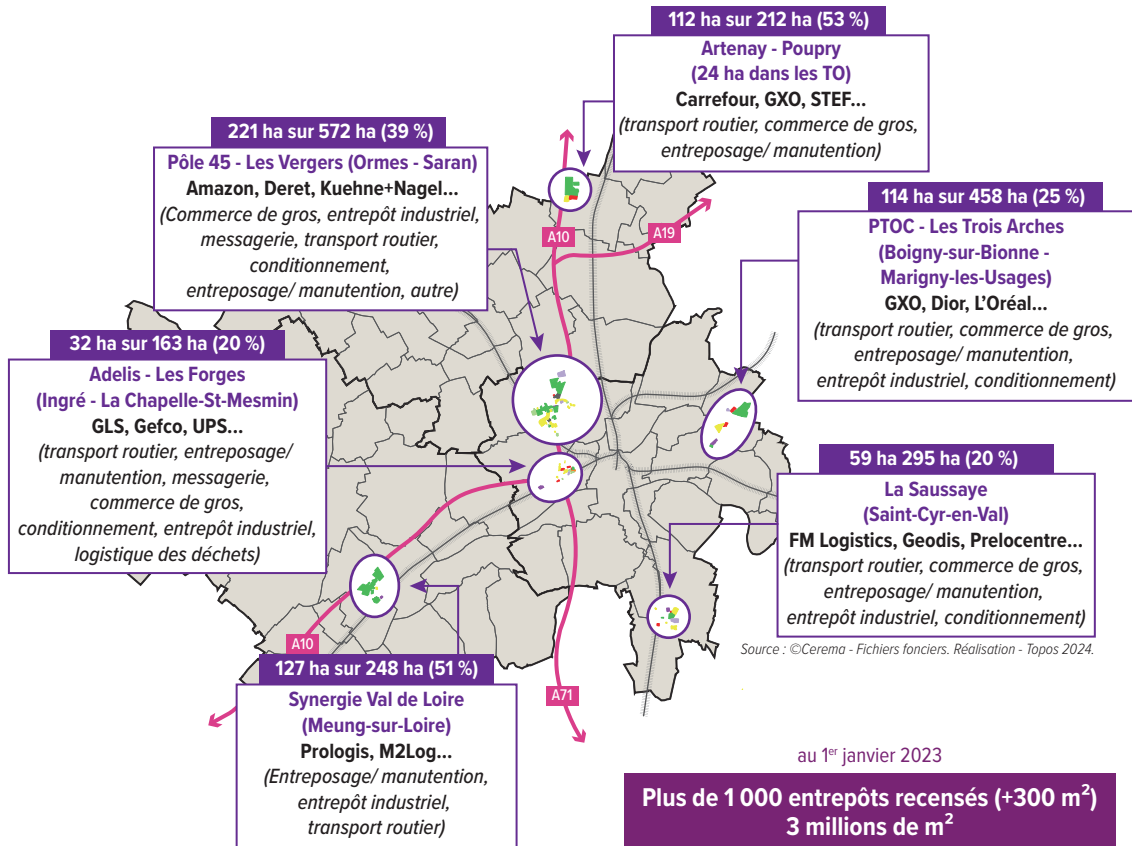 112 ha sur 212 ha (53 %)
Artenay - Poupry
(24 ha dans les TO)
Carrefour, GXO, STEF...
(transport routier, commerce de gros,
entreposage/ manutention)
221 ha sur 572 ha (39 %)
Pôle 45 - Les Vergers (Ormes - Saran)
Amazon, Deret, Kuehne+Nagel...
(Commerce de gros, entrepôt industriel,
messagerie, transport routier,
conditionnement,
entreposage/ manutention, autre)
A10
A19
114 ha sur 458 ha (25 %)
PTOC - Les Trois Arches
(Boigny-sur-Bionne -
Marigny-les-Usages)
GXO, Dior, L'Oréal...
(transport routier, commerce de gros,
entreposage/ manutention,
entrepôt industriel, conditionnement)
32 ha sur 163 ha (20 %)
Adelis - Les Forges
(Ingré - La Chapelle-St-Mesmin)
GLS, Gefco, UPS...
(transport routier, entreposage/
manutention, messagerie,
commerce de gros,
conditionnement, entrepôt industriel,
logistique des déchets)
59 ha 295 ha (20 %)
La Saussaye
(Saint-Cyr-en-Val)
FM Logistics, Geodis, Prelocentre...
(transport routier, commerce de gros,
entreposage/ manutention,
entrepôt industriel, conditionnement)
Source : ©Cerema - Fichiers fonciers. Réalisation - Topos 2024.
A10
A71
127 ha sur 248 ha (51 %)
Synergie Val de Loire
(Meung-sur-Loire)
Prologis, M2Log...
(Entreposage/ manutention,
entrepôt industriel,
transport routier)
au 1er janvier 2023
Plus de 1 000 entrepôts recensés (+300 m²)
3 millions de m²